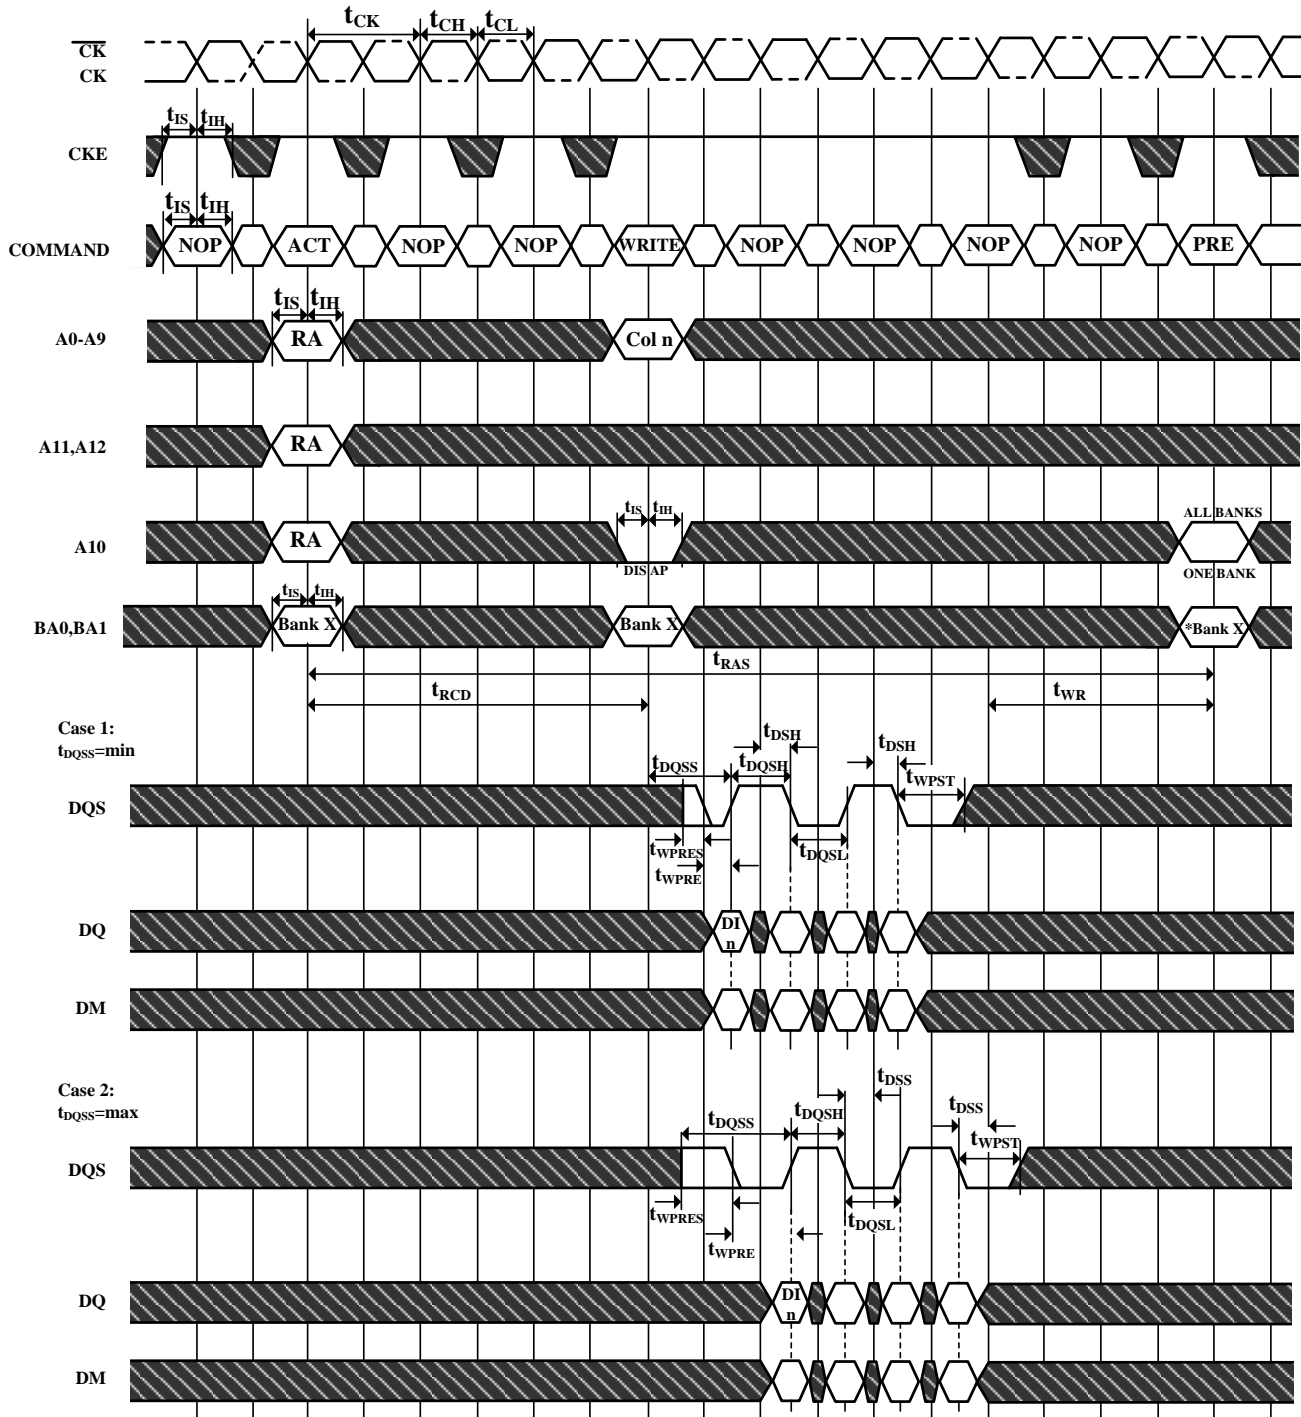 tCK tCH tCL
CK
CK
tIS tIH
CKE
tIS tIH
COMMAND NOP ACT NOP NOP WRITE NOP NOP NOP NOP PRE
tIS tIH
A0-A9 RA Col n
A11,A12 RA
tIS tIH
ALL BANKS
A10 RA
DIS AP
ONE BANK
tIS tIH
BA0,BA1 Bank X Bank X *Bank X
tRAS
tRCD tWR
Case 1:
tDQSS=min
tDSH tDSH
tDQSS tDQSH tWPST
DQS
tWPRES tDQSL
tWPRE
DQ DI
n
DM
Case 2:
tDQSS=max
tDSS tDSS
tDQSS tDQSH tWPST
DQS
tWPRES tDQSL
tWPRE
DQ DI
n
DM